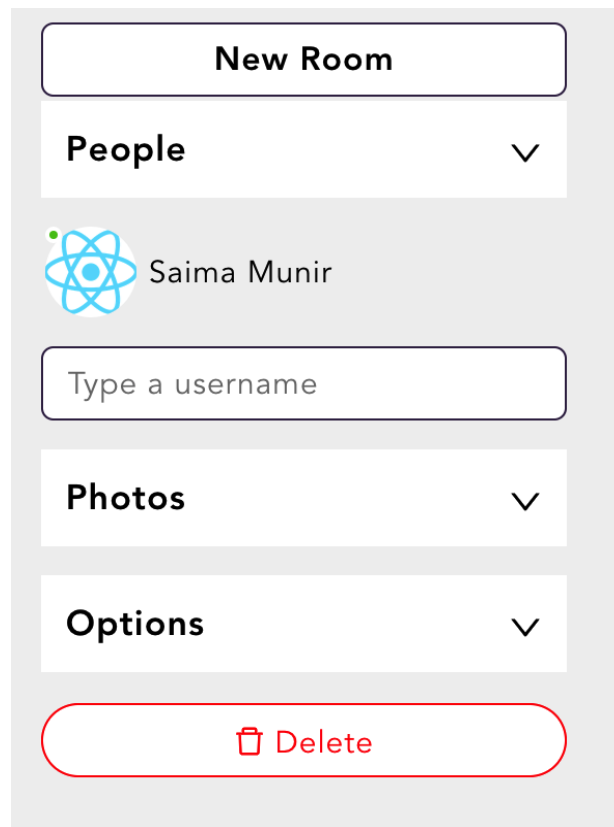 New Room
People
Saima Munir
Type a username
Photos
Options
Delete